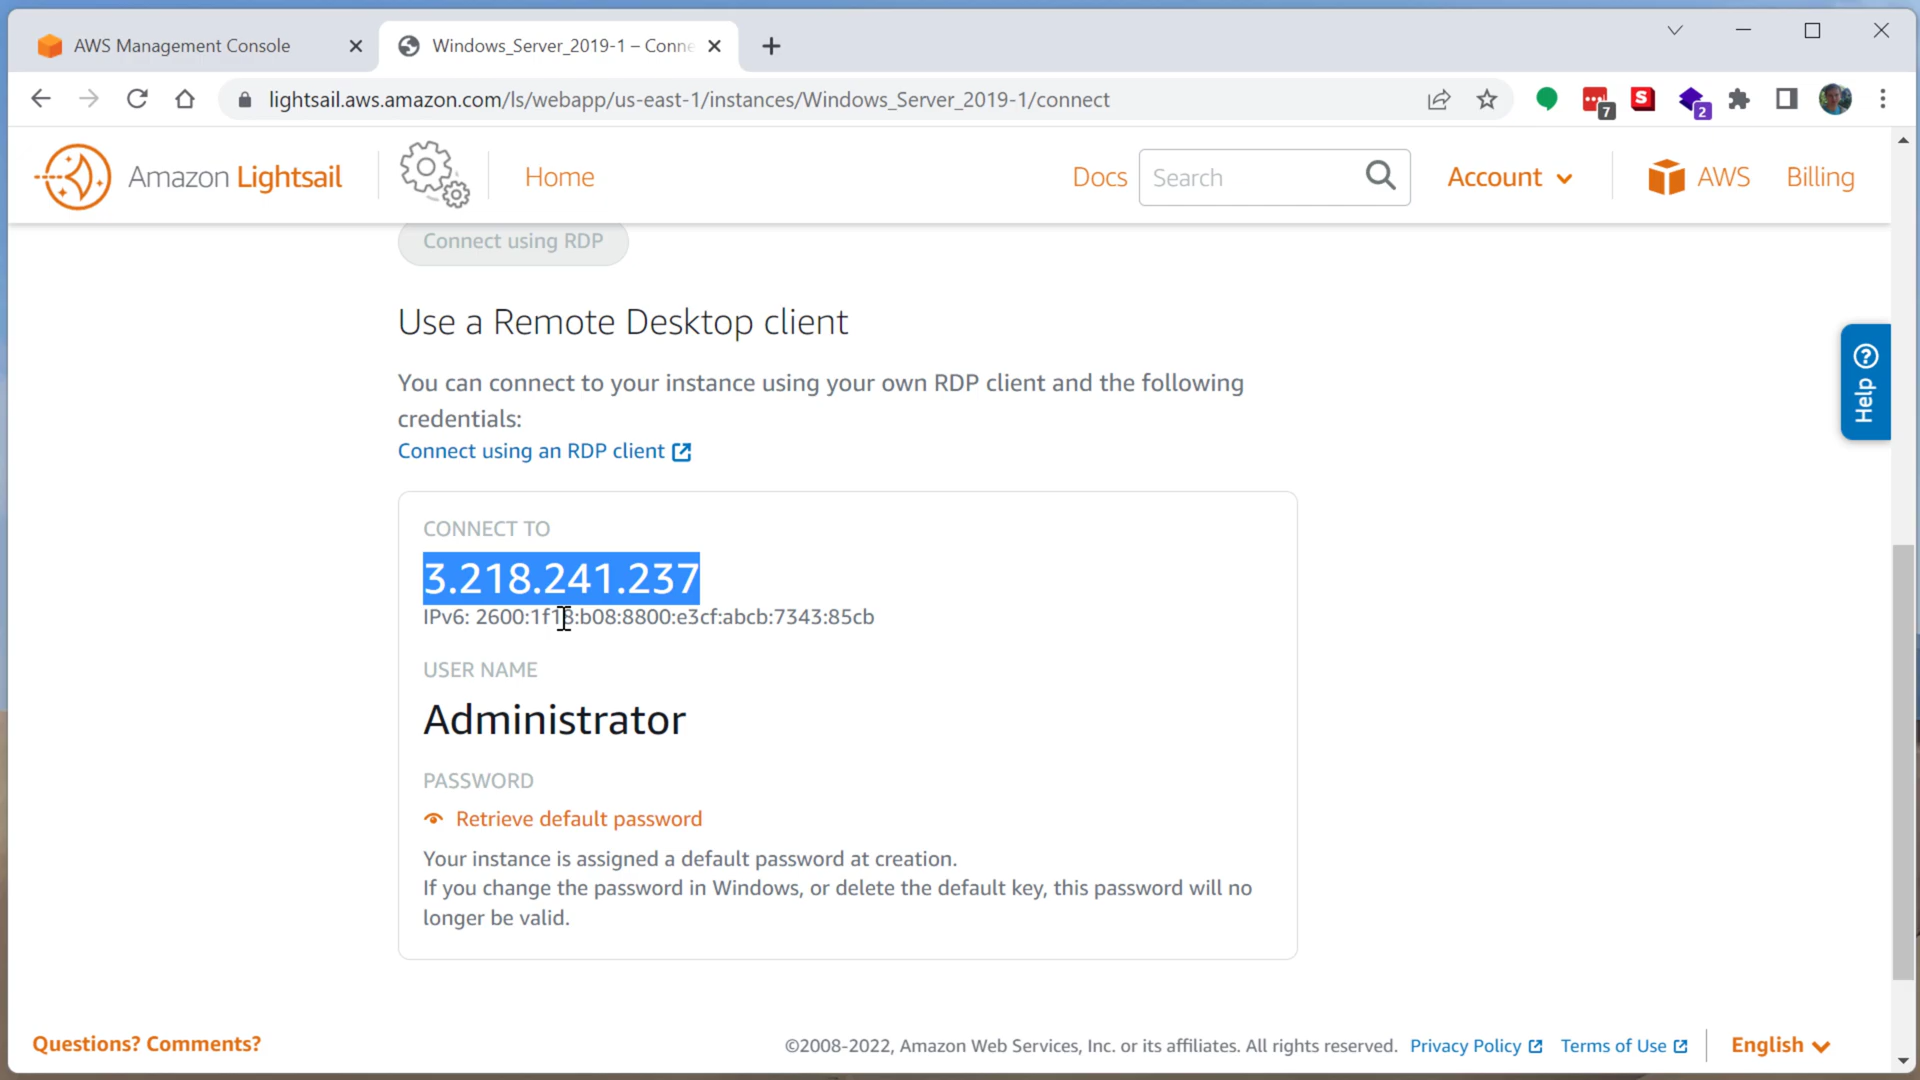 AWS Management Console
Windows_Server_2019-1 – Conne
lightsail.aws.amazon.com/ls/webapp/us-east-1/instances/Windows_Server_2019-1/connect
7
S
2
Amazon Lightsail
Home
Docs
Search
Account
AWS
Billing
Connect using RDP
Use a Remote Desktop client
You can connect to your instance using your own RDP client and the following
credentials:
Connect using an RDP client
Help
CONNECT TO
3.218.241.237
IPv6: 2600:1f18:b08:8800:e3cf:abcb:7343:85cb
USER NAME
Administrator
PASSWORD
Retrieve default password
Your instance is assigned a default password at creation.
If you change the password in Windows, or delete the default key, this password will no
longer be valid.
Questions? Comments?
©2008-2022, Amazon Web Services, Inc. or its affiliates. All rights reserved.
Privacy Policy
Terms of Use
English